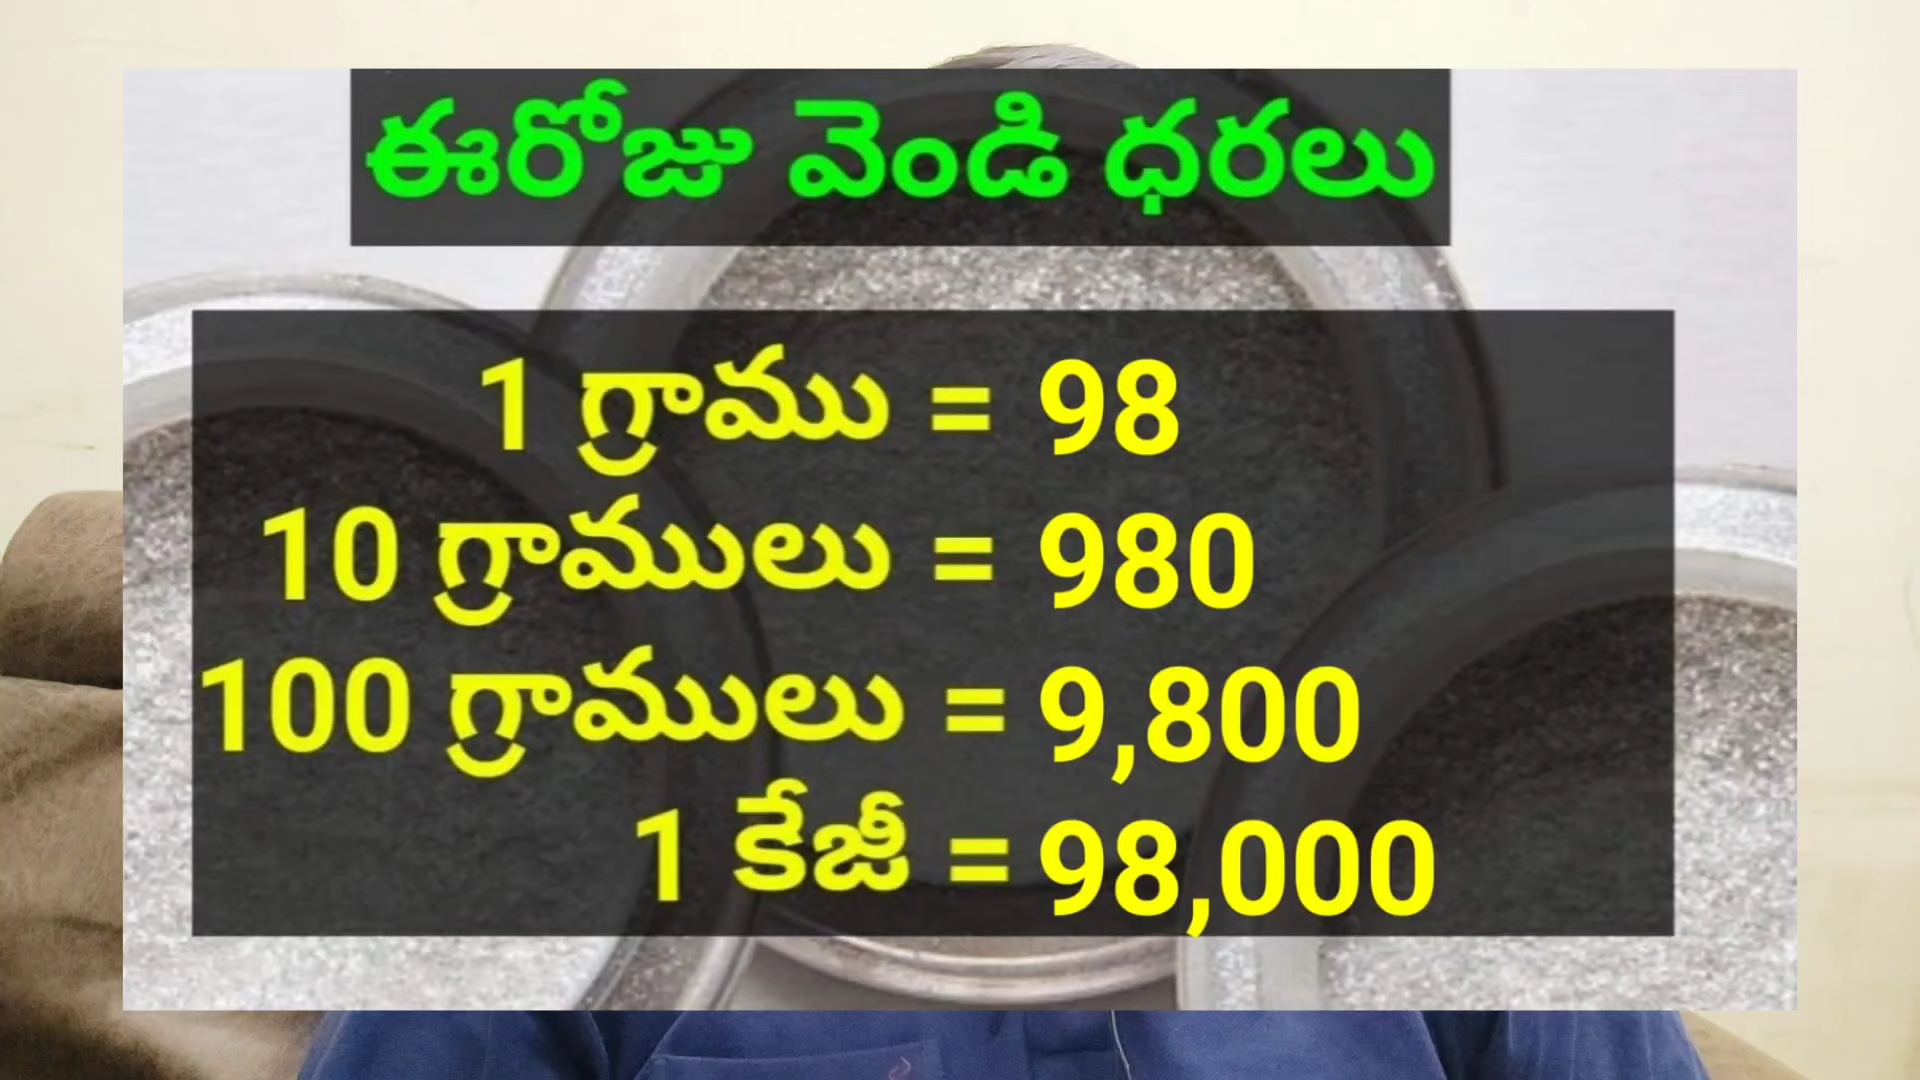 ఈరోజు వెండి ధరలు
1 గ్రాము = 98
10 గ్రాములు = 980
100 గ్రాములు = 9,800
1 కేజీ = 98,000